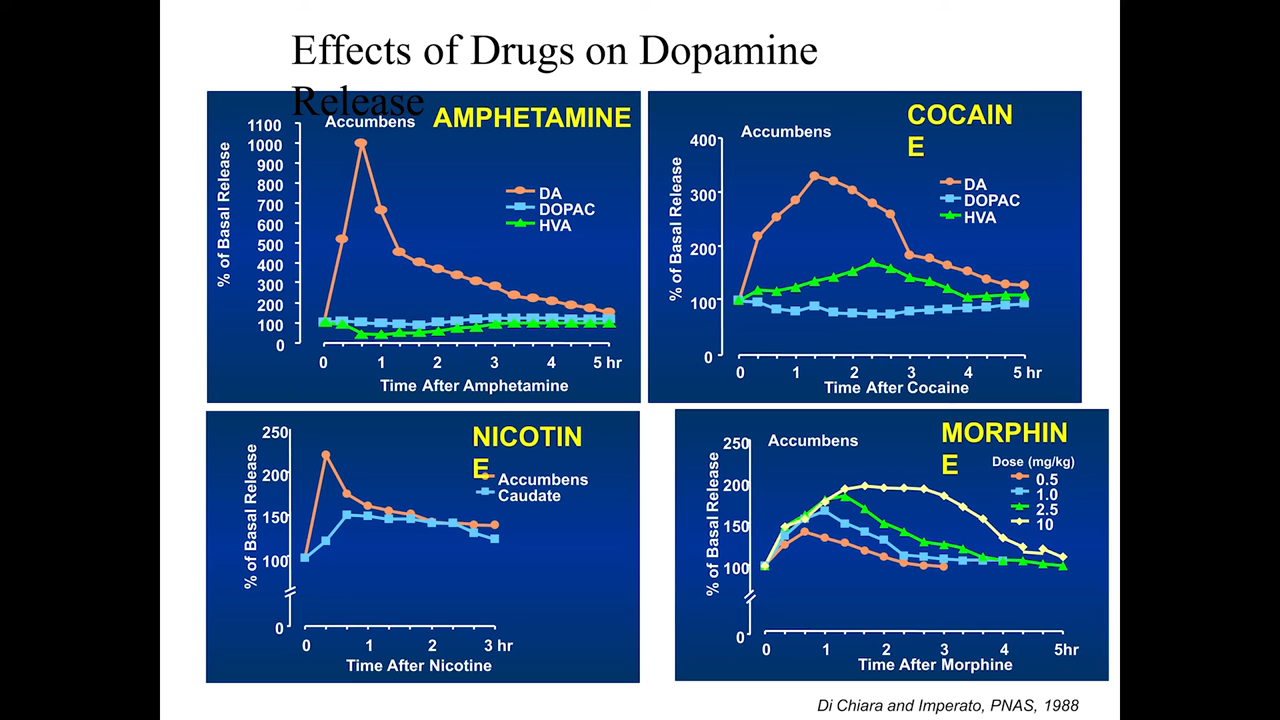 Effects of Drugs on Dopamine
Release
Accumbens
AMPHETAMINE
1100
1000
900
800
700
600
500
400
300
200
100
0
% of Basal Release
DA
DOPAC
HVA
0 1 2 3 4 5 hr
Time After Amphetamine
Accumbens
COCAIN
E
400
300
200
100
0
% of Basal Release
DA
DOPAC
HVA
0 1 2 3 4 5 hr
Time After Cocaine
NICOTIN
E
250
200
150
100
0
% of Basal Release
Accumbens
Caudate
0 1 2 3 hr
Time After Nicotine
Accumbens
MORPHIN
E
250
200
150
100
0
% of Basal Release
Dose (mg/kg)
0.5
1.0
2.5
10
0 1 2 3 4 5hr
Time After Morphine
Di Chiara and Imperato, PNAS, 1988